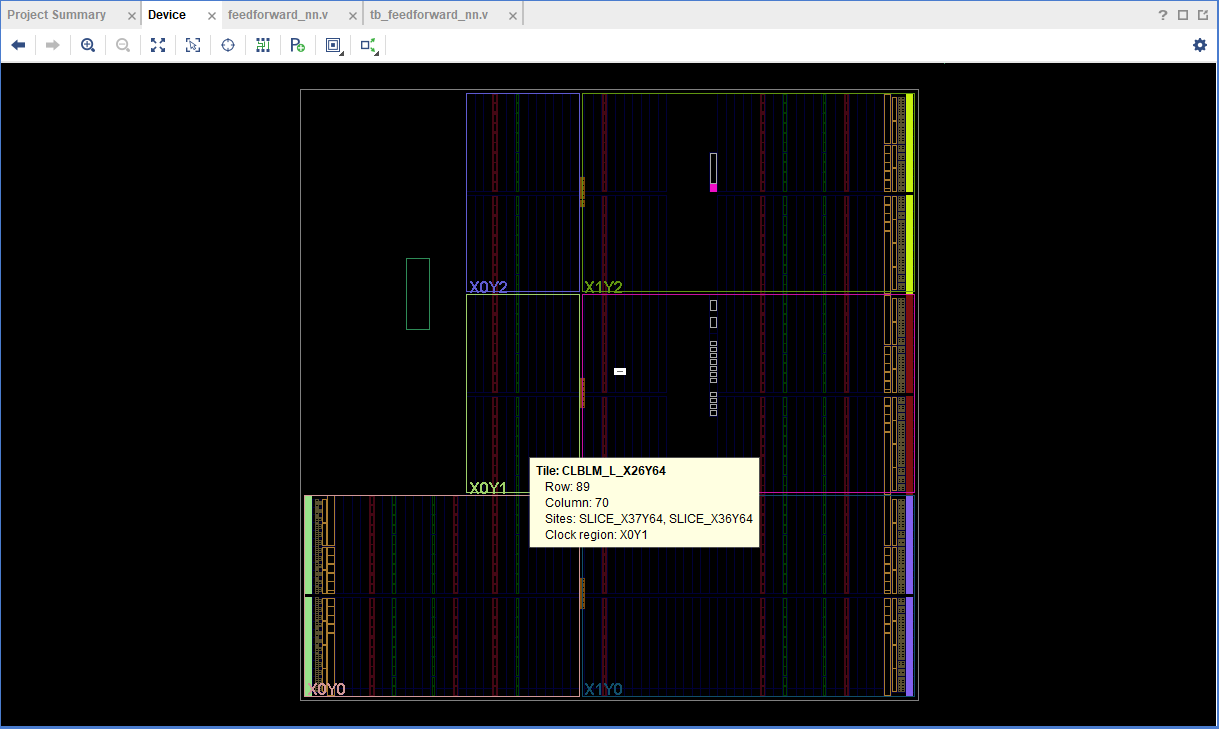 Project Summary Device feedforward_nn.v tb_feedforward_nn.v
X0Y2 X1Y2
X0Y1
Tile: CLBLM_L_X26Y64
Row: 89
Column: 70
Sites: SLICE_X37Y64, SLICE_X36Y64
Clock region: X0Y1
X0Y0 X1Y0